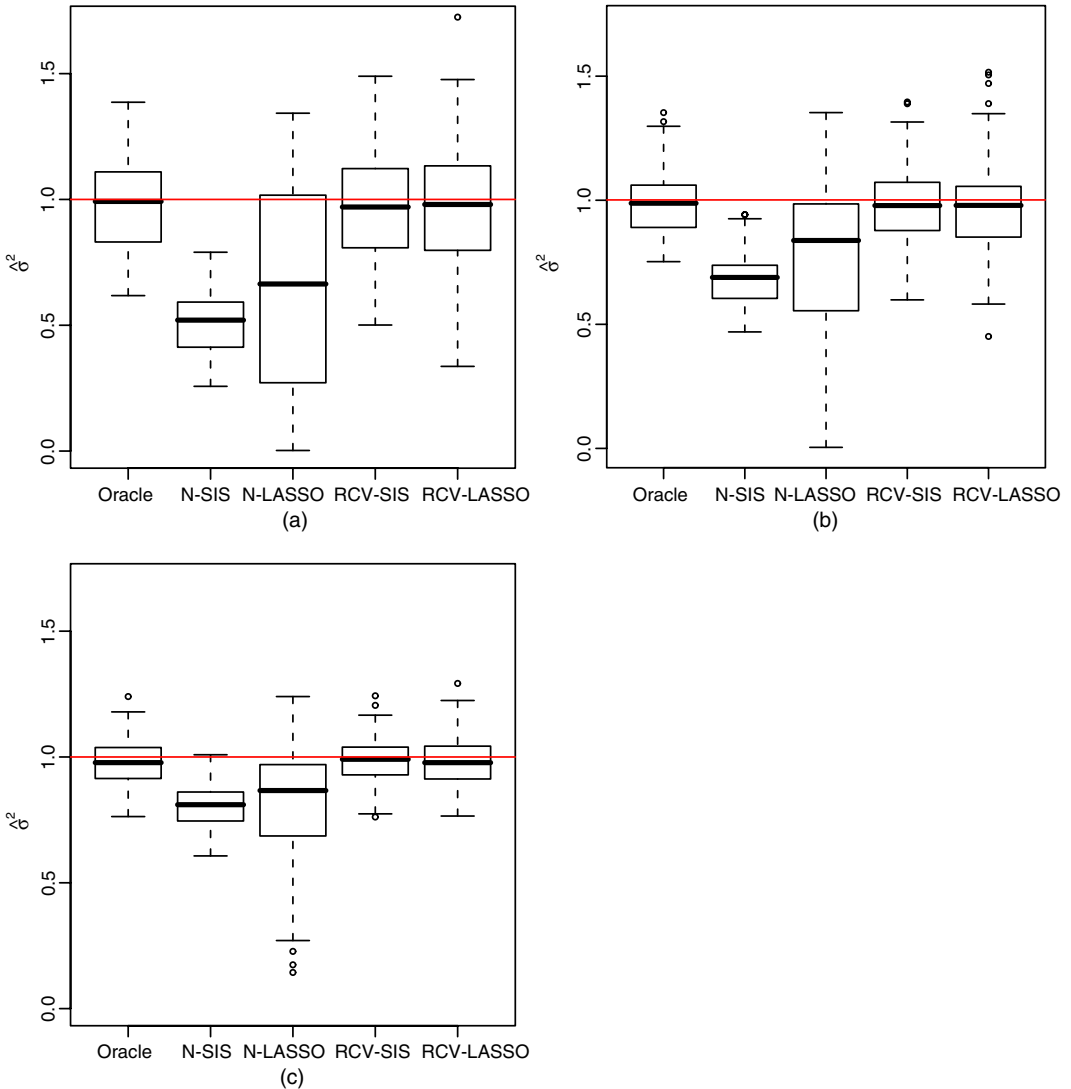 1.5
1.0
0.5
0.0
σ̂²
Oracle N-SIS N-LASSO RCV-SIS RCV-LASSO
(a)
1.5
1.0
0.5
0.0
σ̂²
Oracle N-SIS N-LASSO RCV-SIS RCV-LASSO
(b)
1.5
1.0
0.5
0.0
σ̂²
Oracle N-SIS N-LASSO RCV-SIS RCV-LASSO
(c)